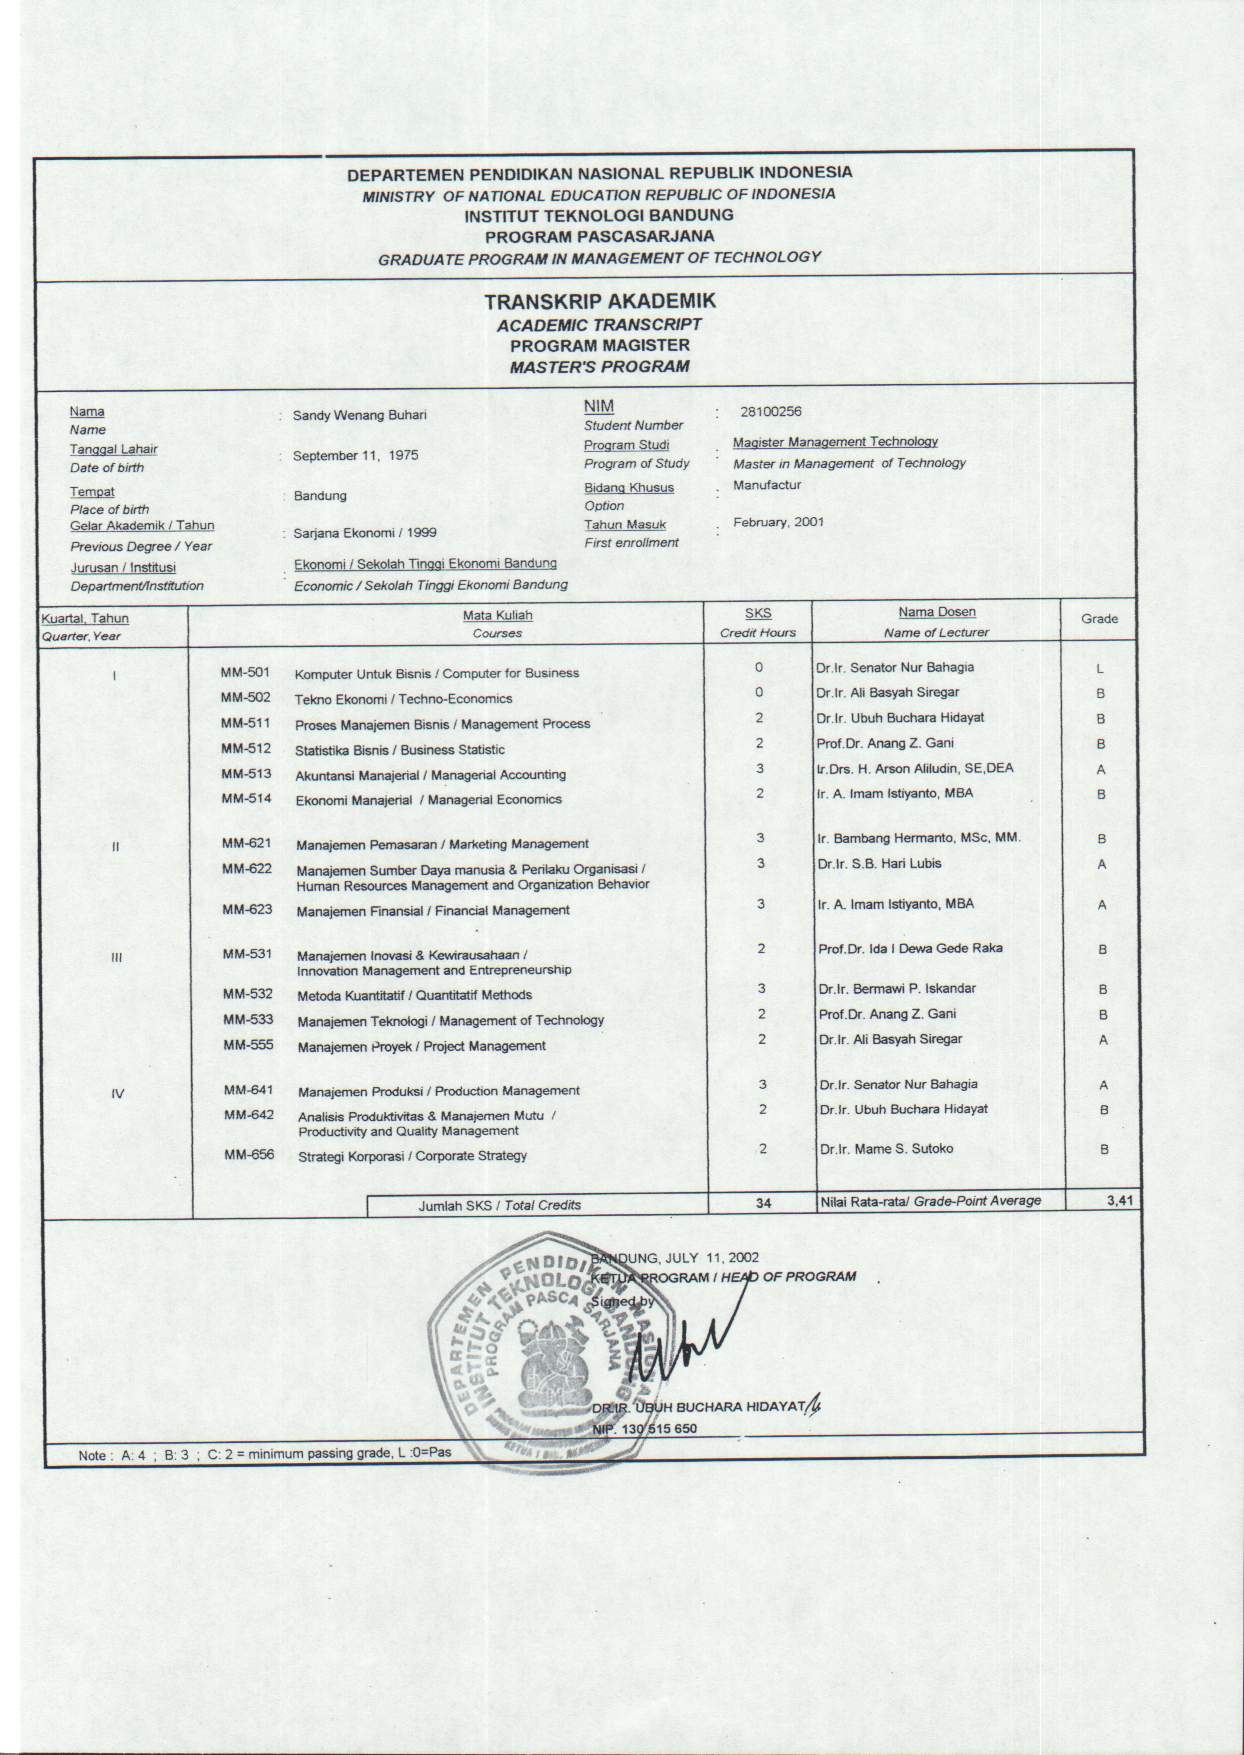 DEPARTEMEN PENDIDIKAN NASIONAL REPUBLIK INDONESIA
MINISTRY OF NATIONAL EDUCATION REPUBLIC OF INDONESIA
INSTITUT TEKNOLOGI BANDUNG
PROGRAM PASCASARJANA
GRADUATE PROGRAM IN MANAGEMENT OF TECHNOLOGY
TRANSKRIP AKADEMIK
ACADEMIC TRANSCRIPT
PROGRAM MAGISTER
MASTER'S PROGRAM
Nama : Sandy Wenang Buhari
Name
Tanggal Lahair : September 11, 1975
Date of birth
Tempat : Bandung
Place of birth
Gelar Akademik / Tahun : Sarjana Ekonomi / 1999
Previous Degree / Year
Jurusan / Institusi : Ekonomi / Sekolah Tinggi Ekonomi Bandung
Department/Institution : Economic / Sekolah Tinggi Ekonomi Bandung
NIM : 28100256
Student Number
Program Studi : Magister Management Technology
Program of Study : Master in Management of Technology
Bidang Khusus : Manufactur
Option
Tahun Masuk : February, 2001
First enrollment
Kuartal, Tahun Mata Kuliah SKS Nama Dosen Grade
Quarter, Year Courses Credit Hours Name of Lecturer
I MM-501 Komputer Untuk Bisnis / Computer for Business 0 Dr.Ir. Senator Nur Bahagia L
MM-502 Tekno Ekonomi / Techno-Economics 0 Dr.Ir. Ali Basyah Siregar B
MM-511 Proses Manajemen Bisnis / Management Process 2 Dr.Ir. Ubuh Buchara Hidayat B
MM-512 Statistika Bisnis / Business Statistic 2 Prof.Dr. Anang Z. Gani B
MM-513 Akuntansi Manajerial / Managerial Accounting 3 Ir.Drs. H. Arson Aliludin, SE,DEA A
MM-514 Ekonomi Manajerial / Managerial Economics 2 Ir. A. Imam Istiyanto, MBA B
II MM-621 Manajemen Pemasaran / Marketing Management 3 Ir. Bambang Hermanto, MSc, MM. B
MM-622 Manajemen Sumber Daya manusia & Perilaku Organisasi / 3 Dr.Ir. S.B. Hari Lubis A
Human Resources Management and Organization Behavior
MM-623 Manajemen Finansial / Financial Management 3 Ir. A. Imam Istiyanto, MBA A
III MM-531 Manajemen Inovasi & Kewirausahaan / 2 Prof.Dr. Ida I Dewa Gede Raka B
Innovation Management and Entrepreneurship
MM-532 Metoda Kuantitatif / Quantitatif Methods 3 Dr.Ir. Bermawi P. Iskandar B
MM-533 Manajemen Teknologi / Management of Technology 2 Prof.Dr. Anang Z. Gani B
MM-555 Manajemen Proyek / Project Management 2 Dr.Ir. Ali Basyah Siregar A
IV MM-641 Manajemen Produksi / Production Management 3 Dr.Ir. Senator Nur Bahagia A
MM-642 Analisis Produktivitas & Manajemen Mutu / 2 Dr.Ir. Ubuh Buchara Hidayat B
Productivity and Quality Management
MM-656 Strategi Korporasi / Corporate Strategy 2 Dr.Ir. Mame S. Sutoko B
Jumlah SKS / Total Credits 34 Nilai Rata-rata/ Grade-Point Average 3,41
BANDUNG, JULY 11, 2002
KETUA PROGRAM / HEAD OF PROGRAM
Signed by
DEPARTEMEN PENDIDIKAN NASIONAL
INSTITUT TEKNOLOGI BANDUNG
PROGRAM PASCA SARJANA
DR.IR. UBUH BUCHARA HIDAYAT
NIP. 130 515 650
Note : A: 4 ; B: 3 ; C: 2 = minimum passing grade, L :0=Pas